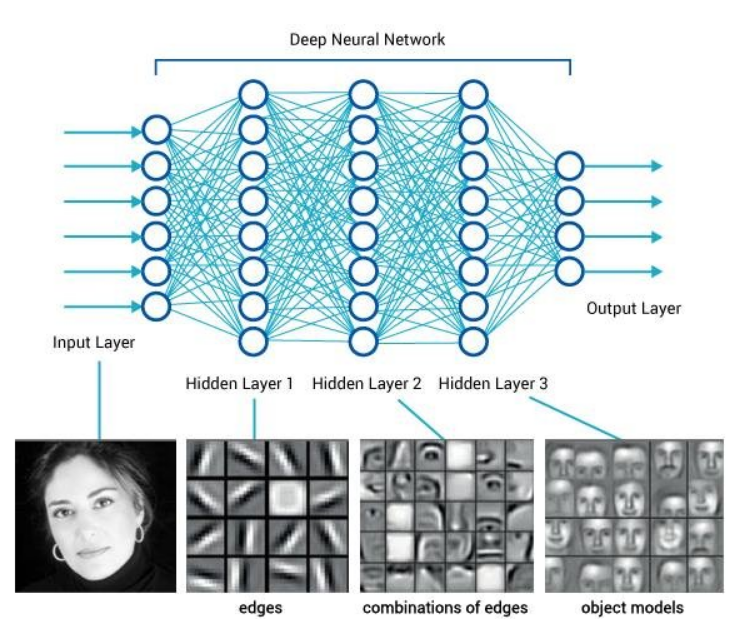 Deep Neural Network
Input Layer
Output Layer
Hidden Layer 1
Hidden Layer 2
Hidden Layer 3
edges
combinations of edges
object models